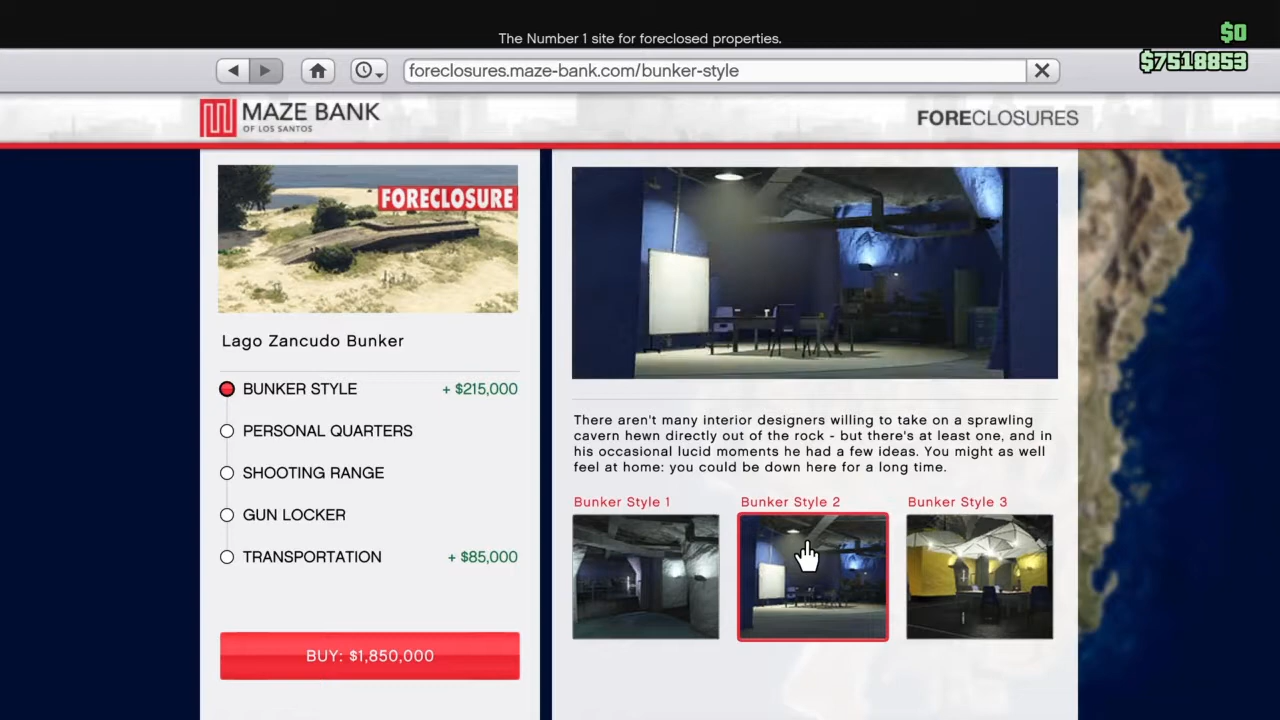 The Number 1 site for foreclosed properties.
$0
$7518853
foreclosures.maze-bank.com/bunker-style
MAZE BANK
OF LOS SANTOS
FORECLOSURES
FORECLOSURE
Lago Zancudo Bunker
BUNKER STYLE + $215,000
PERSONAL QUARTERS
SHOOTING RANGE
GUN LOCKER
TRANSPORTATION + $85,000
BUY: $1,850,000
There aren't many interior designers willing to take on a sprawling
cavern hewn directly out of the rock - but there's at least one, and in
his occasional lucid moments he had a few ideas. You might as well
feel at home: you could be down here for a long time.
Bunker Style 1
Bunker Style 2
Bunker Style 3